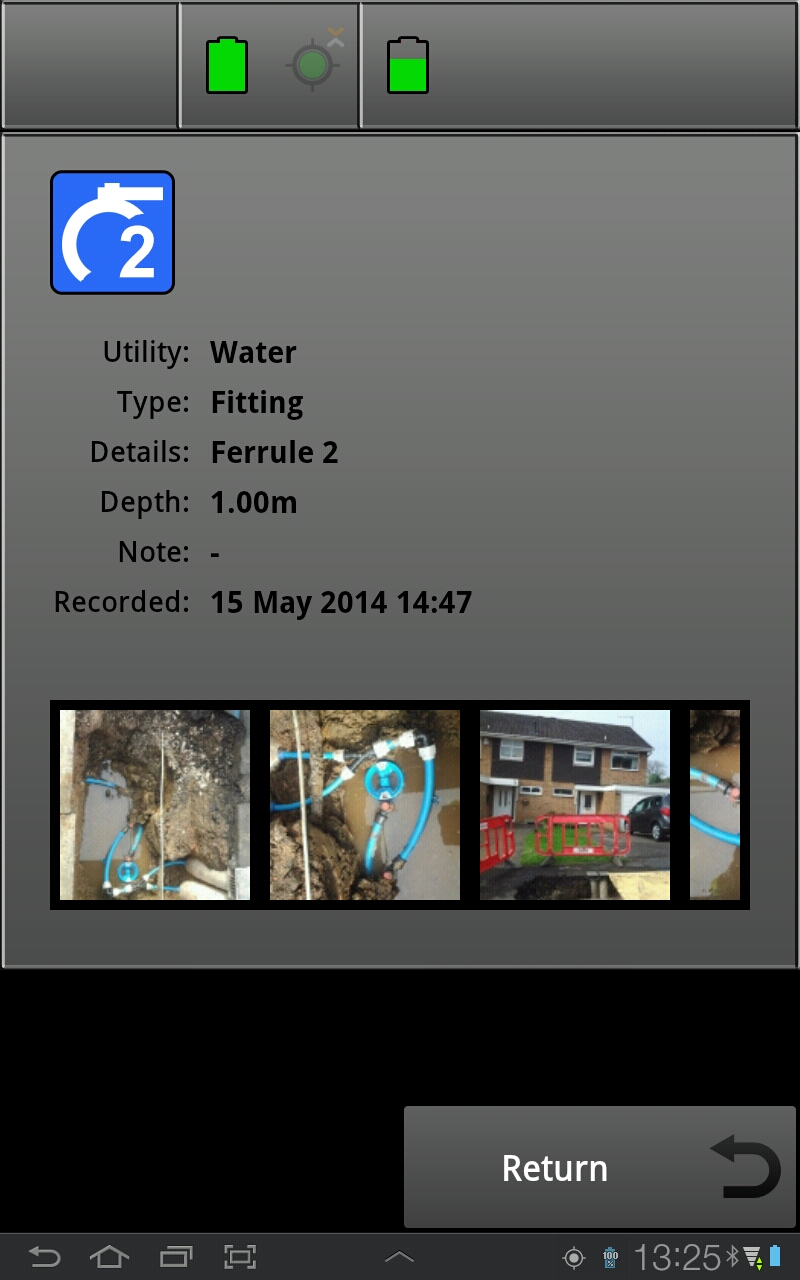 2
Utility: Water
Type: Fitting
Details: Ferrule 2
Depth: 1.00m
Note: -
Recorded: 15 May 2014 14:47
Return
100
%
13:25